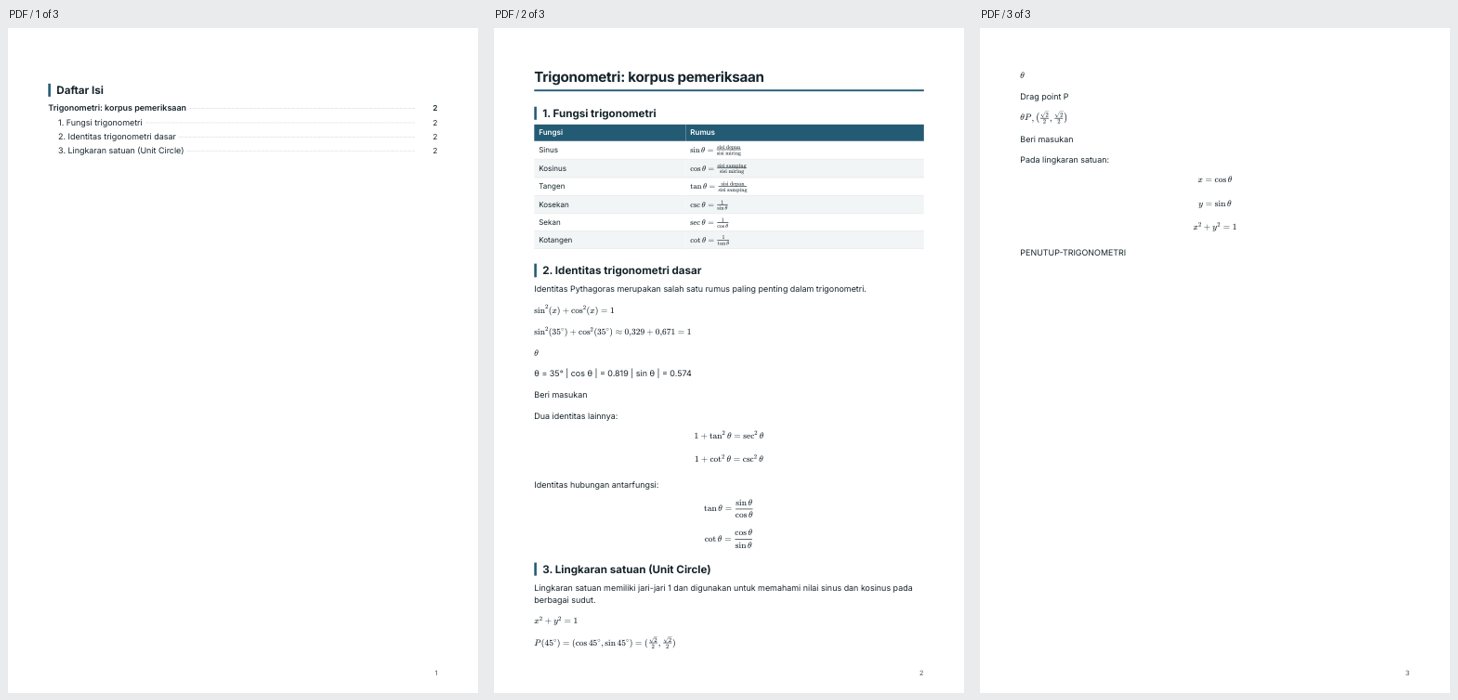 PDF / 1 of 3
Daftar Isi
Trigonometri: korpus pemeriksaan 2
1. Fungsi trigonometri 2
2. Identitas trigonometri dasar 2
3. Lingkaran satuan (Unit Circle) 2
1
PDF / 2 of 3
Trigonometri: korpus pemeriksaan
1. Fungsi trigonometri
Fungsi Rumus
Sinus sin θ = sisi depan / sisi miring
Kosinus cos θ = sisi samping / sisi miring
Tangen tan θ = sisi depan / sisi samping
Kosekan csc θ = 1 / sin θ
Sekan sec θ = 1 / cos θ
Kotangen cot θ = 1 / tan θ
2. Identitas trigonometri dasar
Identitas Pythagoras merupakan salah satu rumus paling penting dalam trigonometri.
sin²(x) + cos²(x) = 1
sin²(35°) + cos²(35°) ≈ 0,329 + 0,671 = 1
θ
θ = 35° | cos θ | = 0.819 | sin θ | = 0.574
Beri masukan
Dua identitas lainnya:
1 + tan² θ = sec² θ
1 + cot² θ = csc² θ
Identitas hubungan antarfungsi:
tan θ = sin θ / cos θ
cot θ = cos θ / sin θ
3. Lingkaran satuan (Unit Circle)
Lingkaran satuan memiliki jari-jari 1 dan digunakan untuk memahami nilai sinus dan kosinus pada
berbagai sudut.
x² + y² = 1
P(45°) = (cos 45°, sin 45°) = (√2/2, √2/2)
2
PDF / 3 of 3
θ
Drag point P
θP, (√2/2, √2/2)
Beri masukan
Pada lingkaran satuan:
x = cos θ
y = sin θ
x² + y² = 1
PENUTUP-TRIGONOMETRI
3